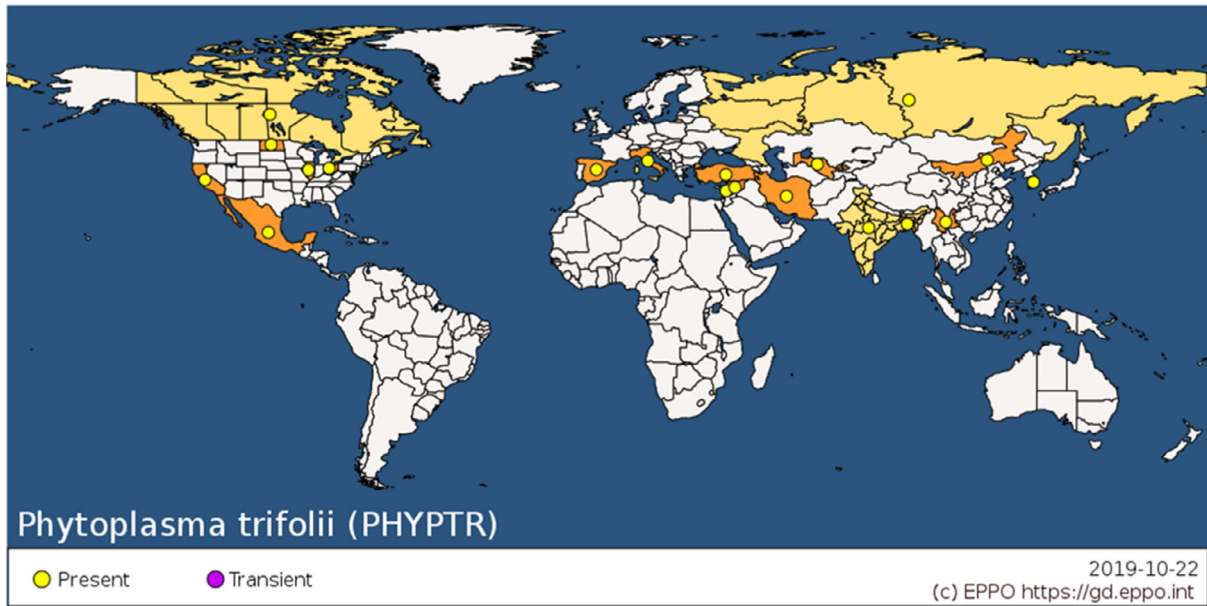 Phytoplasma trifolii (PHYPTR)
Present
Transient
2019-10-22
(c) EPPO https://gd.eppo.int